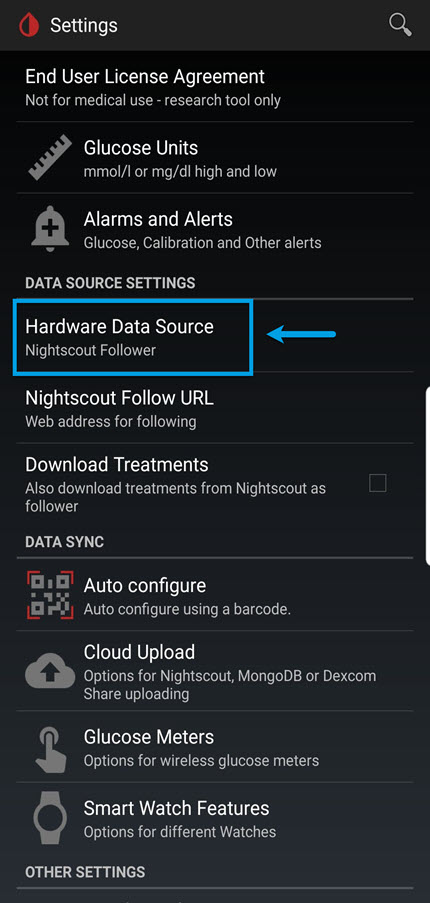 Settings
End User License Agreement
Not for medical use - research tool only
Glucose Units
mmol/l or mg/dl high and low
Alarms and Alerts
Glucose, Calibration and Other alerts
DATA SOURCE SETTINGS
Hardware Data Source
Nightscout Follower
Nightscout Follow URL
Web address for following
Download Treatments
Also download treatments from Nightscout as
follower
DATA SYNC
Auto configure
Auto configure using a barcode.
Cloud Upload
Options for Nightscout, MongoDB or Dexcom
Share uploading
Glucose Meters
Options for wireless glucose meters
Smart Watch Features
Options for different Watches
OTHER SETTINGS